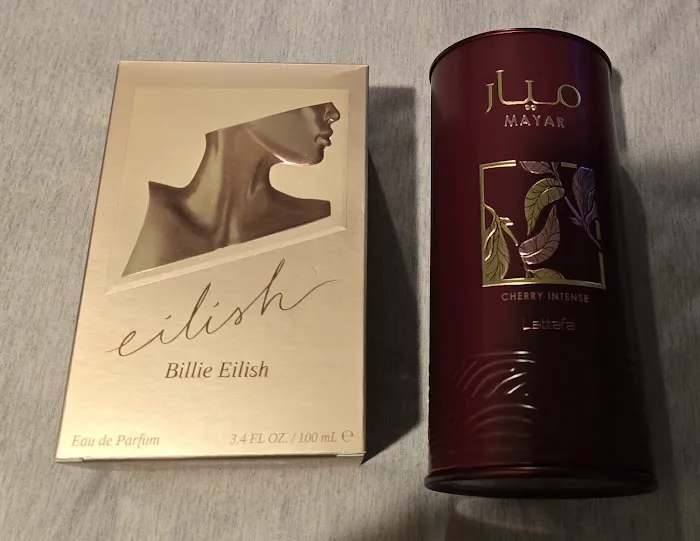 eilish
Billie Eilish
Eau de Parfum
3.4 FL OZ. / 100 mL ℮
ميار
MAYAR
CHERRY INTENSE
Lattafa